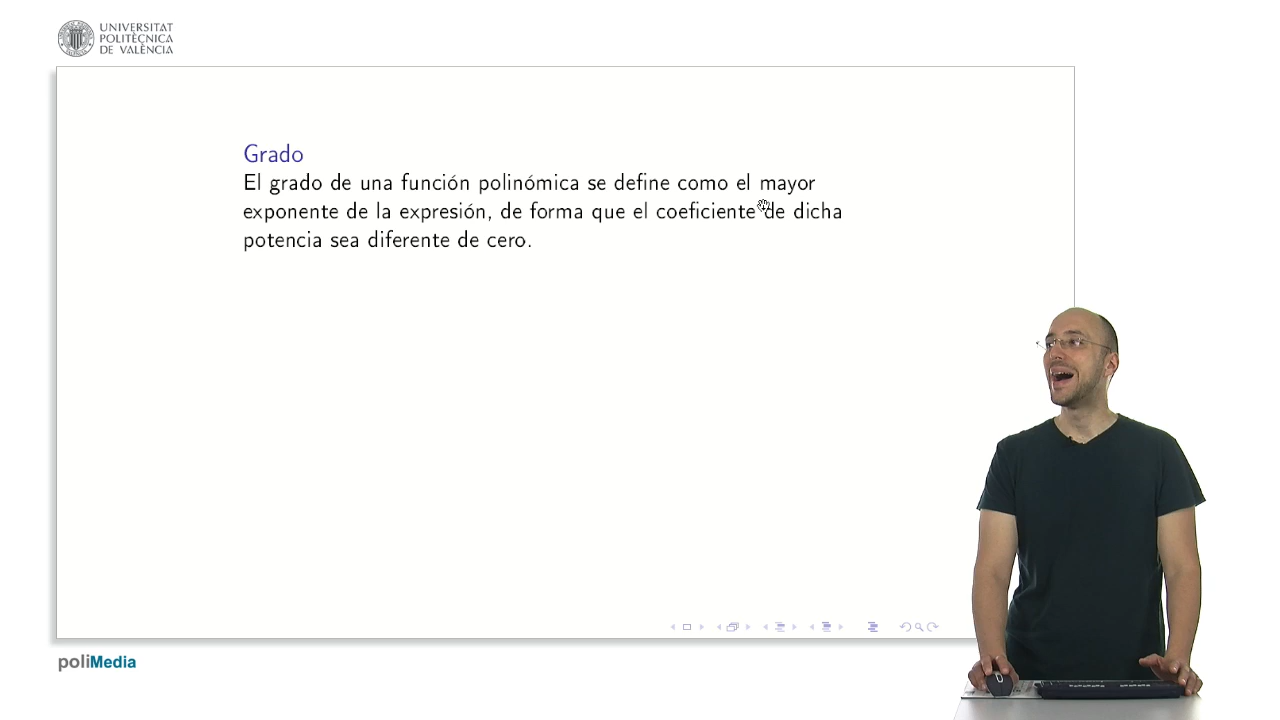 UNIVERSITAT
POLITÈCNICA
DE VALÈNCIA
Grado
El grado de una función polinómica se define como el mayor
exponente de la expresión, de forma que el coeficiente de dicha
potencia sea diferente de cero.
poliMedia